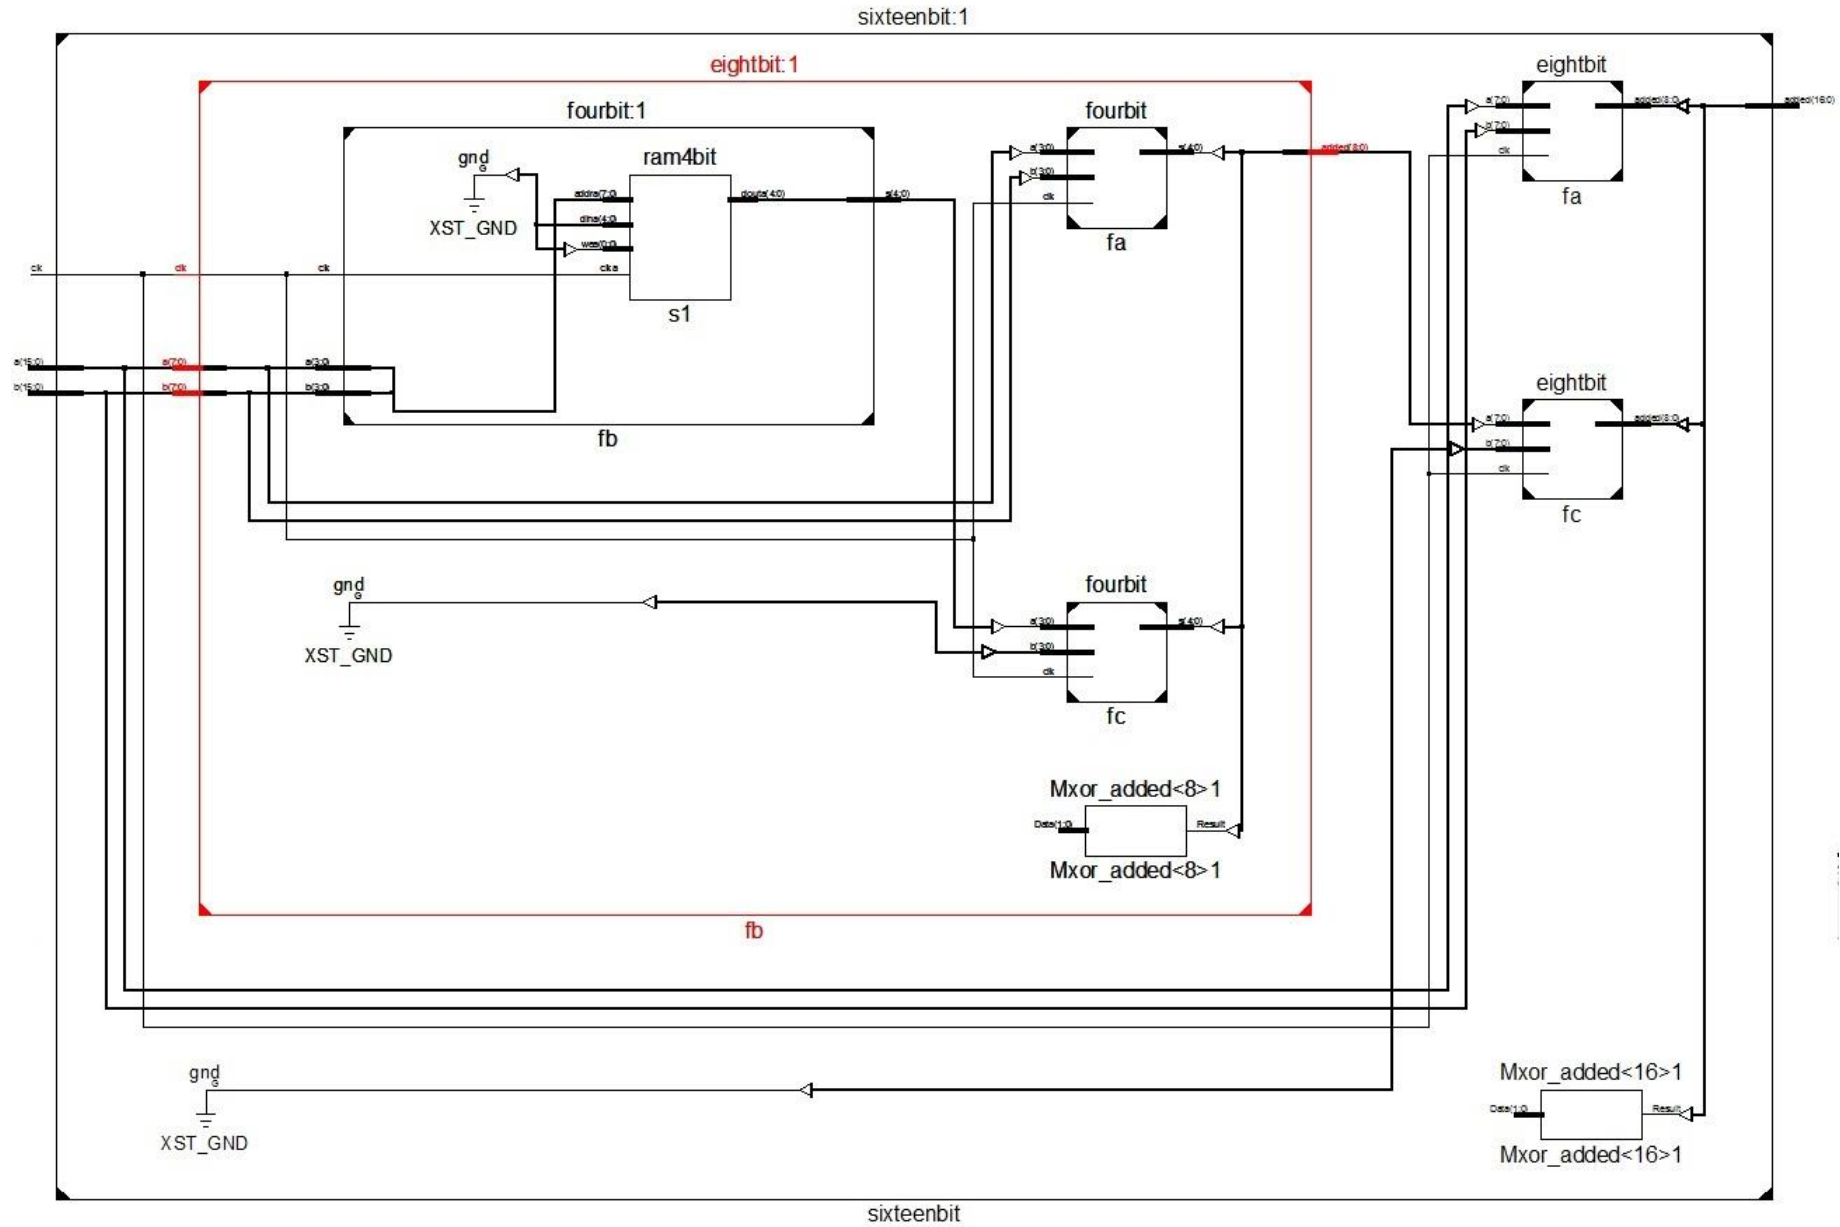 sixteenbit:1
eightbit:1
eightbit
fourbit:1
fourbit
a(7:0)
added(8:0)
added(16:0)
b(7:0)
clk
fa
gnd
G
XST_GND
ram4bit
addra(7:0)
dina(4:0)
wea(0:0)
clka
douta(4:0)
s1
s(4:0)
a(3:0)
b(3:0)
clk
s(4:0)
fa
added(8:0)
clk
clk
clk
a(15:0)
a(7:0)
a(3:0)
b(15:0)
b(7:0)
b(3:0)
fb
eightbit
a(7:0)
added(8:0)
b(7:0)
clk
fc
gnd
G
XST_GND
fourbit
a(3:0)
s(4:0)
b(3:0)
clk
fc
Mxor_added<8>1
Data(1:0)
Result
Mxor_added<8>1
fb
gnd
G
XST_GND
Mxor_added<16>1
Data(1:0)
Result
Mxor_added<16>1
sixteenbit